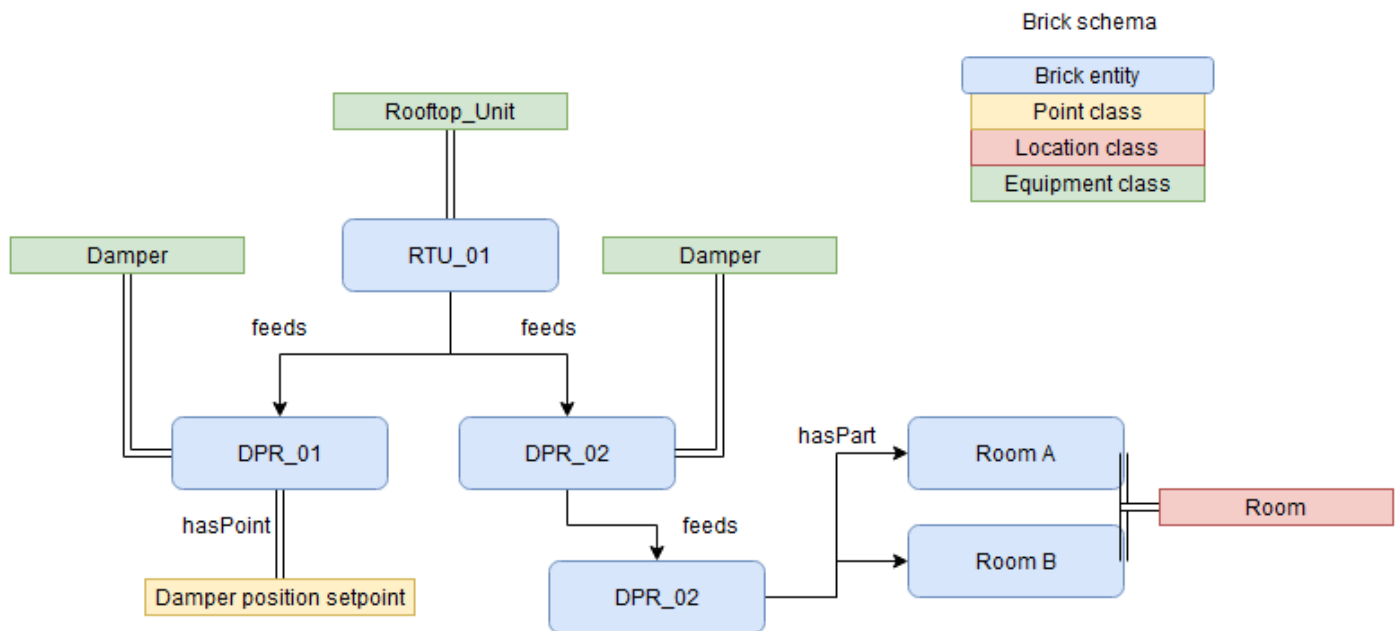 Brick schema
Brick entity
Point class
Location class
Equipment class
Rooftop_Unit
Damper
RTU_01
Damper
feeds
feeds
DPR_01
DPR_02
hasPart
Room A
hasPoint
feeds
Room
Room B
Damper position setpoint
DPR_02